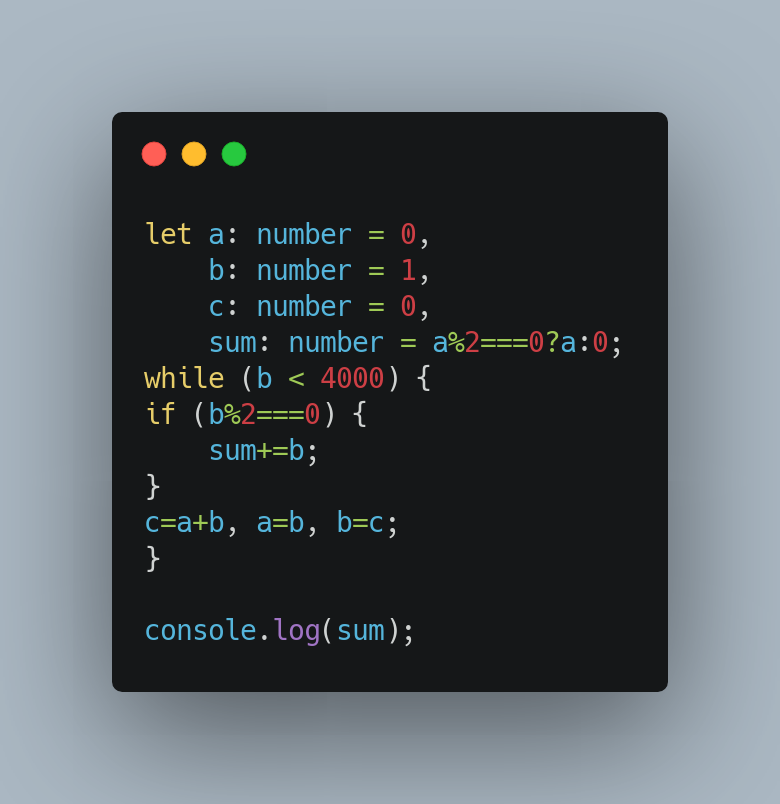 let a: number = 0,
    b: number = 1,
    c: number = 0,
    sum: number = a%2===0?a:0;
while (b < 4000) {
if (b%2===0) {
    sum+=b;
}
c=a+b, a=b, b=c;
}

console.log(sum);